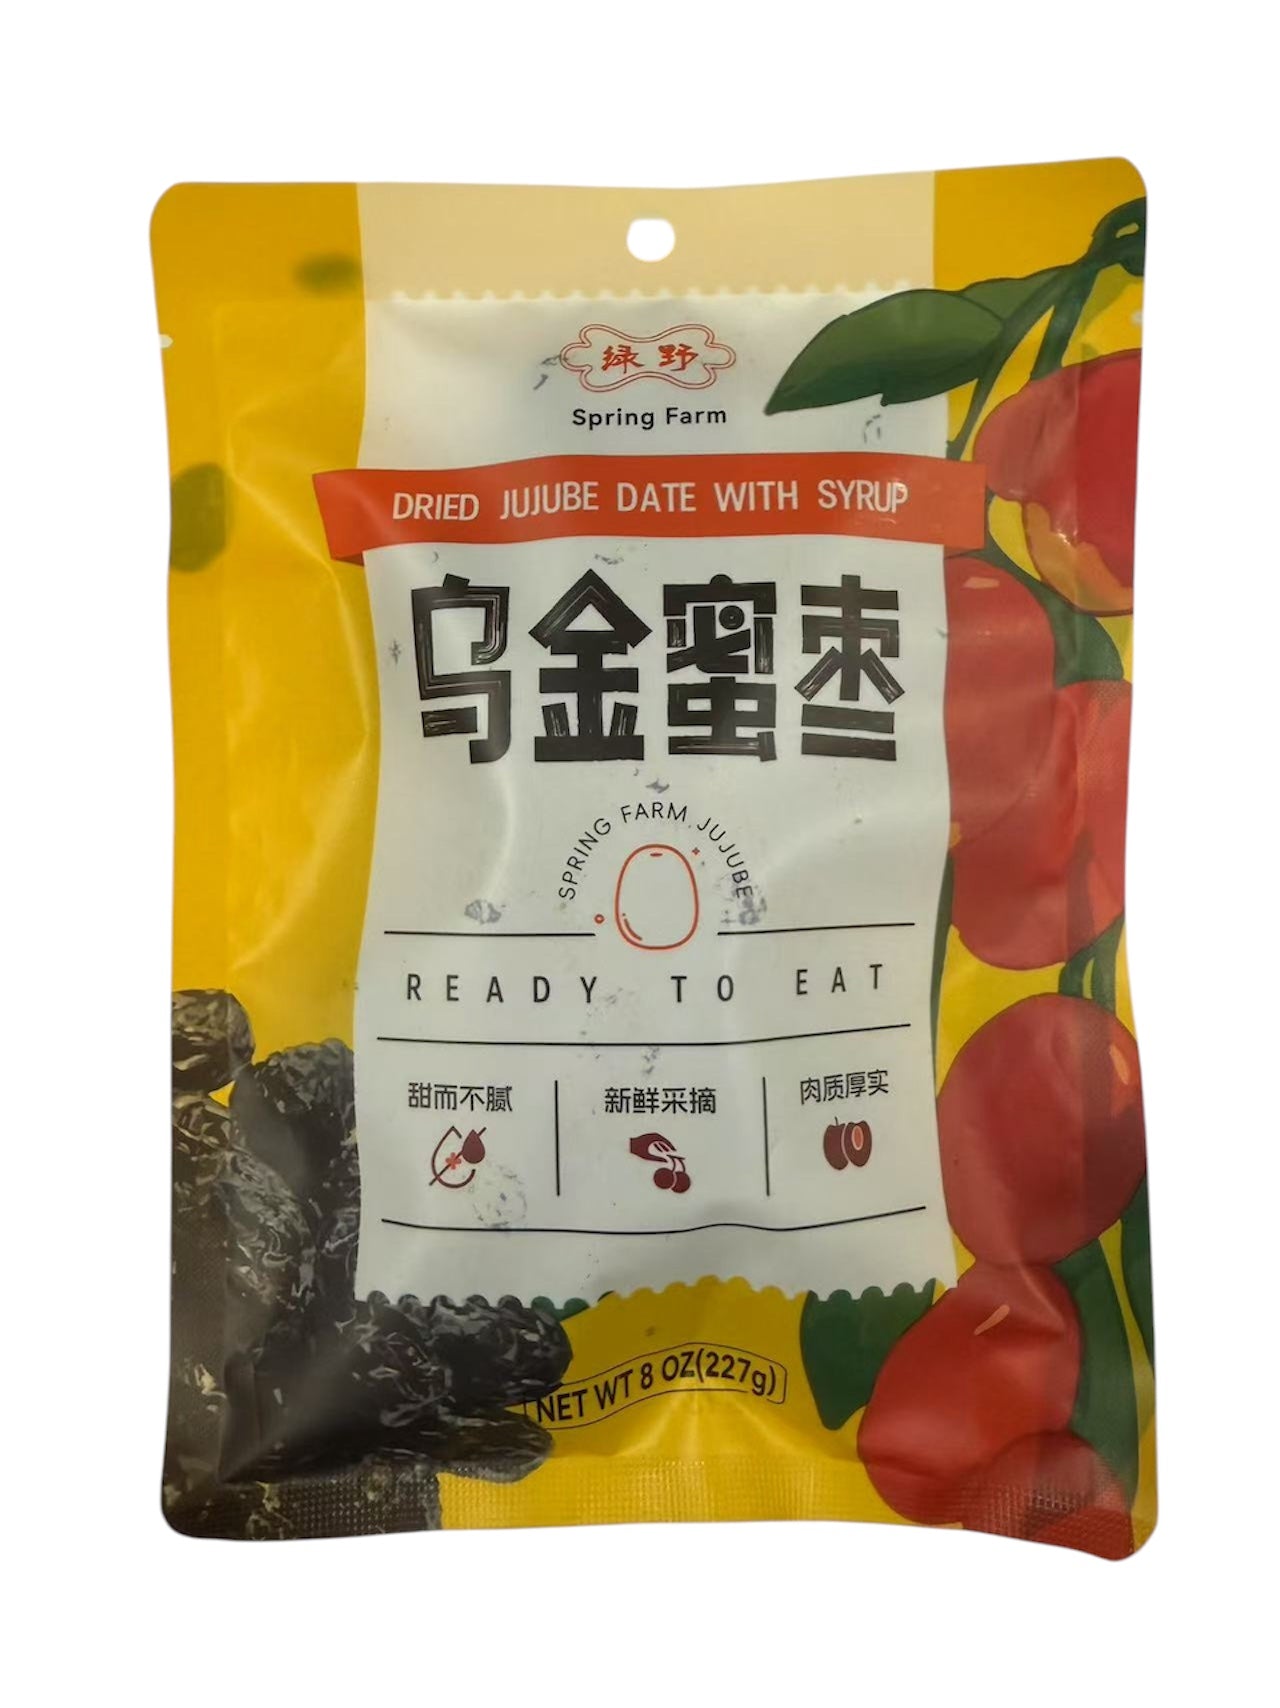 绿野
Spring Farm
DRIED JUJUBE DATE WITH SYRUP
乌金蜜枣
SPRING FARM JUJUBE
READY TO EAT
甜而不腻
新鲜采摘
肉质厚实
NET WT 8 OZ(227g)